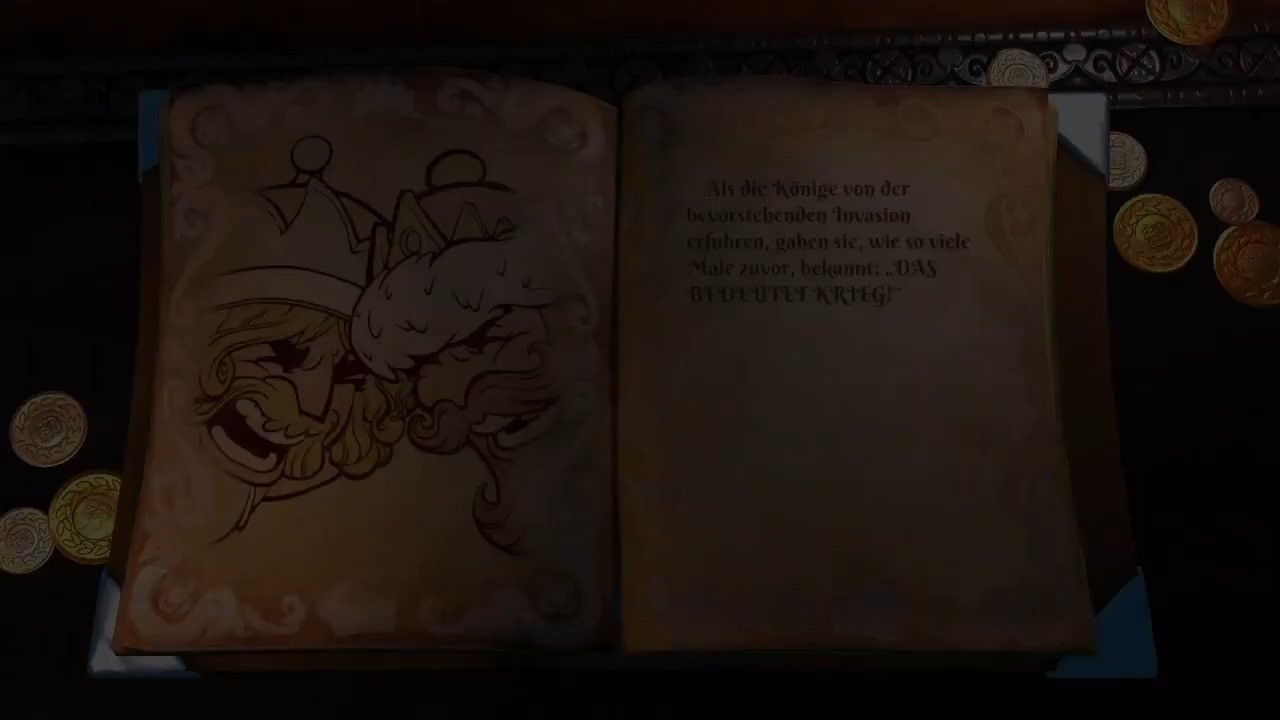 Als die Könige von der
bevorstehenden Invasion
erfuhren, gaben sie, wie so viele
Male zuvor, bekannt: „DAS
BEDEUTET KRIEG!“